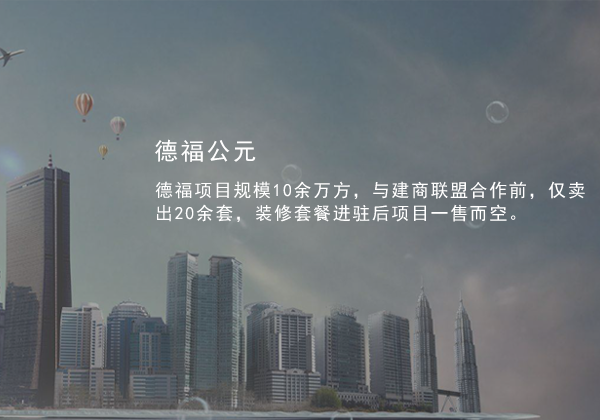 德福公元
德福项目规模10余万方，与建商联盟合作前，仅卖
出20余套，装修套餐进驻后项目一售而空。